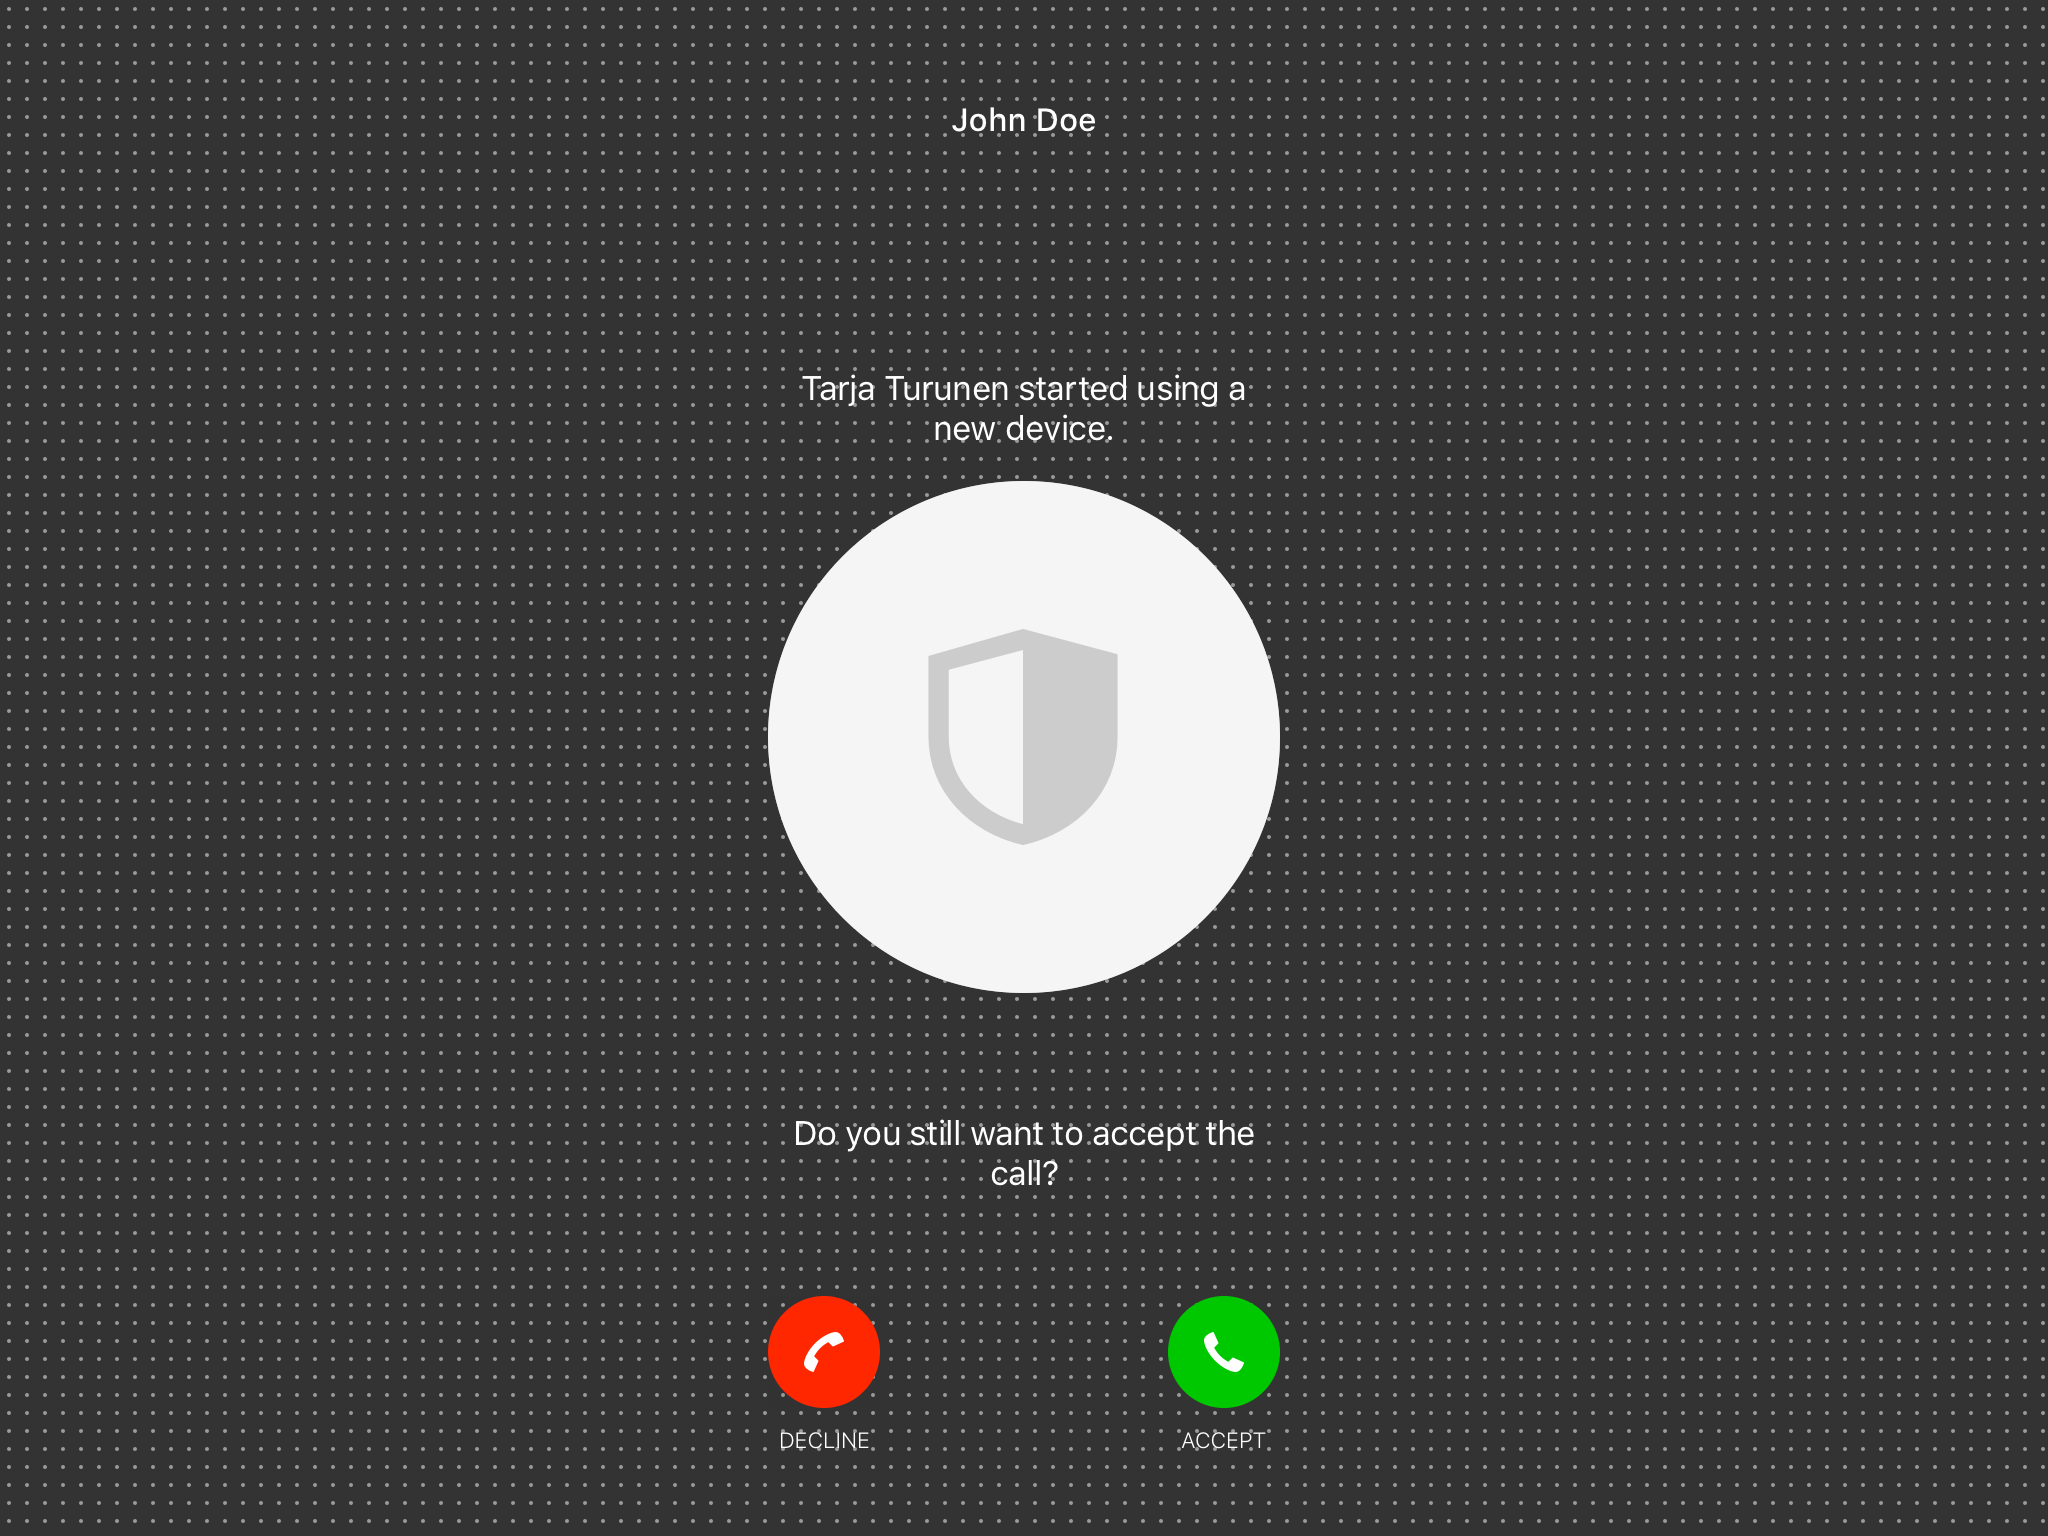 John Doe
Tarja Turunen started using a
new device.
Do you still want to accept the
call?
DECLINE
ACCEPT